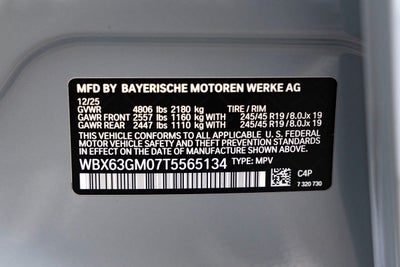 MFD BY BAYERISCHE MOTOREN WERKE AG
12/25
GVWR 4806 lbs 2180 kg TIRE / RIM
GAWR FRONT 2557 lbs 1160 kg WITH 245/45 R19 / 8.0Jx 19
GAWR REAR 2447 lbs 1110 kg WITH 245/45 R19 / 8.0Jx 19
THIS VEHICLE CONFORMS TO ALL APPLICABLE U. S. FEDERAL
MOTOR VEHICLE SAFETY, BUMPER, AND THEFT PREVENTION
STANDARDS IN EFFECT ON THE DATE OF MANUFACTURE SHOWN ABOVE.
WBX63GM07T5565134 TYPE: MPV
C4P
7 320 730